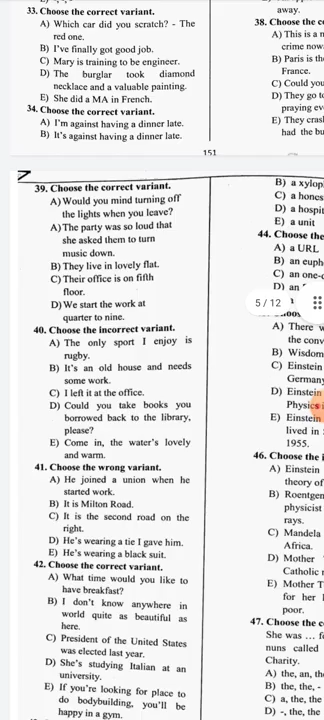 33. Choose the correct variant.
A) Which car did you scratch? - The
red one.
B) I've finally got good job.
C) Mary is training to be engineer.
D) The burglar took diamond
necklace and a valuable painting.
E) She did a MA in French.
34. Choose the correct variant.
A) I'm against having a dinner late.
B) It's against having dinner late.
away.
38. Choose the
A) This is a
crime now
B) Paris is
France.
C) Could you
D) They
praying
E) They
had the
151
39. Choose the correct variant.
A) Would you mind turning off
the lights when you leave?
A) The party was so loud that
she asked them to turn
music down.
B) They live in lovely flat.
C) Their office is on fifth
floor.
D) We start the work at
quarter to nine.
40. Choose the incorrect variant.
A) The only sport I enjoy is
rugby.
B) It's an old house and needs
some work.
C) I left it at the office.
D) Could you take books you
borrowed back to the library,
please?
E) Come in, the water's lovely
and warm.
41. Choose the wrong variant.
A) He joined a union when he
started work.
B) It is Milton Road.
C) It is the second road on the
right.
D) He's wearing a tie I gave him.
E) He's wearing a black suit.
42. Choose the correct variant.
A) What time would you like to
have breakfast?
B) I don't know anywhere in
world quite as beautiful as
here.
C) President of the United States
was elected last year.
D) She's studying Italian at an
university.
E) If you're looking for place to
do bodybuilding, you'll be
happy in a gym.
B) a
C) a
D) a
E) a unit
44. Choose the
A) a URL
B) an
C) an
D) an
5 / 12
A) There
the
B) Wisdom
C) Einstein
D) Einstein
Physics
E) Einstein
lived in
1955.
46. Choose the
A) Einstein
theory of
B) Roentgen
physicist
rays.
C) Mandela
Africa.
D) Mother
Catholic
E) Mother
for her
poor.
47. Choose the
She was ...
nuns called
Charity.
A) the, an,
B) the, the, -
C) a, the, the
D) -, the, the